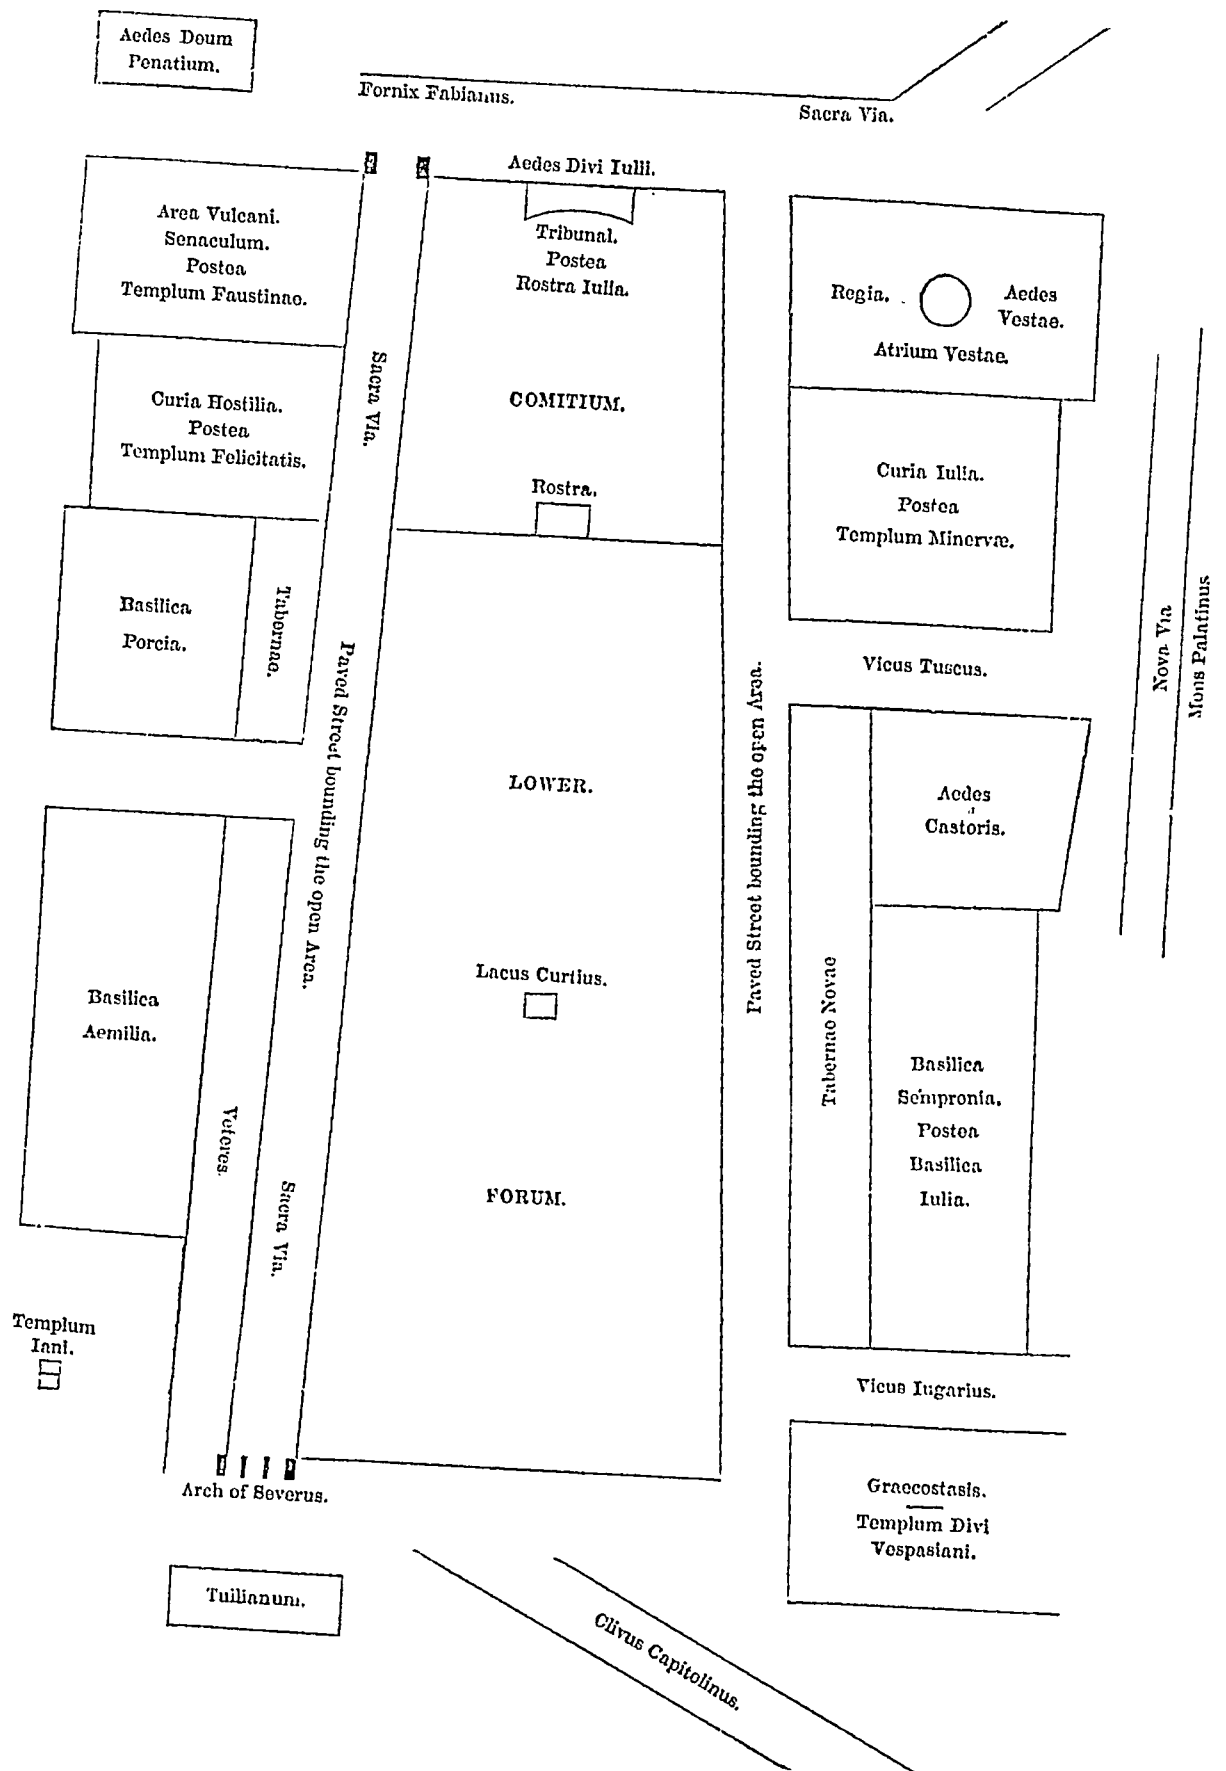 Aedes Deum
Penatium.
Fornix Fabianus.
Sacra Via.
Aedes Divi Iulii.
Area Vulcani.
Senaculum.
Postea
Templum Faustinae.
Tribunal.
Postea
Rostra Iulia.
Regia.
Aedes
Vestae.
Atrium Vestae.
Sacra Via.
Curia Hostilia.
Postea
Templum Felicitatis.
COMITIUM.
Rostra.
Curia Iulia.
Postea
Templum Minervæ.
Basilica
Porcia.
Tabernae.
Paved Street bounding the open Area.
Paved Street bounding the open Area.
Vicus Tuscus.
Nova Via
Mons Palatinus
LOWER.
Aedes
Castoris.
Lacus Curtius.
Basilica
Aemilia.
Veteres.
Sacra Via.
FORUM.
Tabernae Novae
Basilica
Sempronia.
Postea
Basilica
Iulia.
Templum
Iani.
Vicus Iugarius.
Arch of Severus.
Graecostasis.
Templum Divi
Vespasiani.
Tullianum.
Clivus Capitolinus.